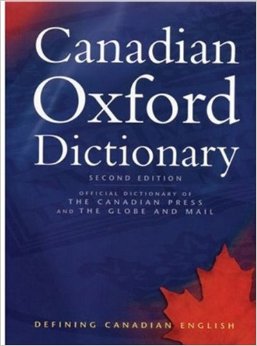 Canadian
Oxford
Dictionary
SECOND EDITION
OFFICIAL DICTIONARY OF
THE CANADIAN PRESS
AND THE GLOBE AND MAIL
DEFINING CANADIAN ENGLISH